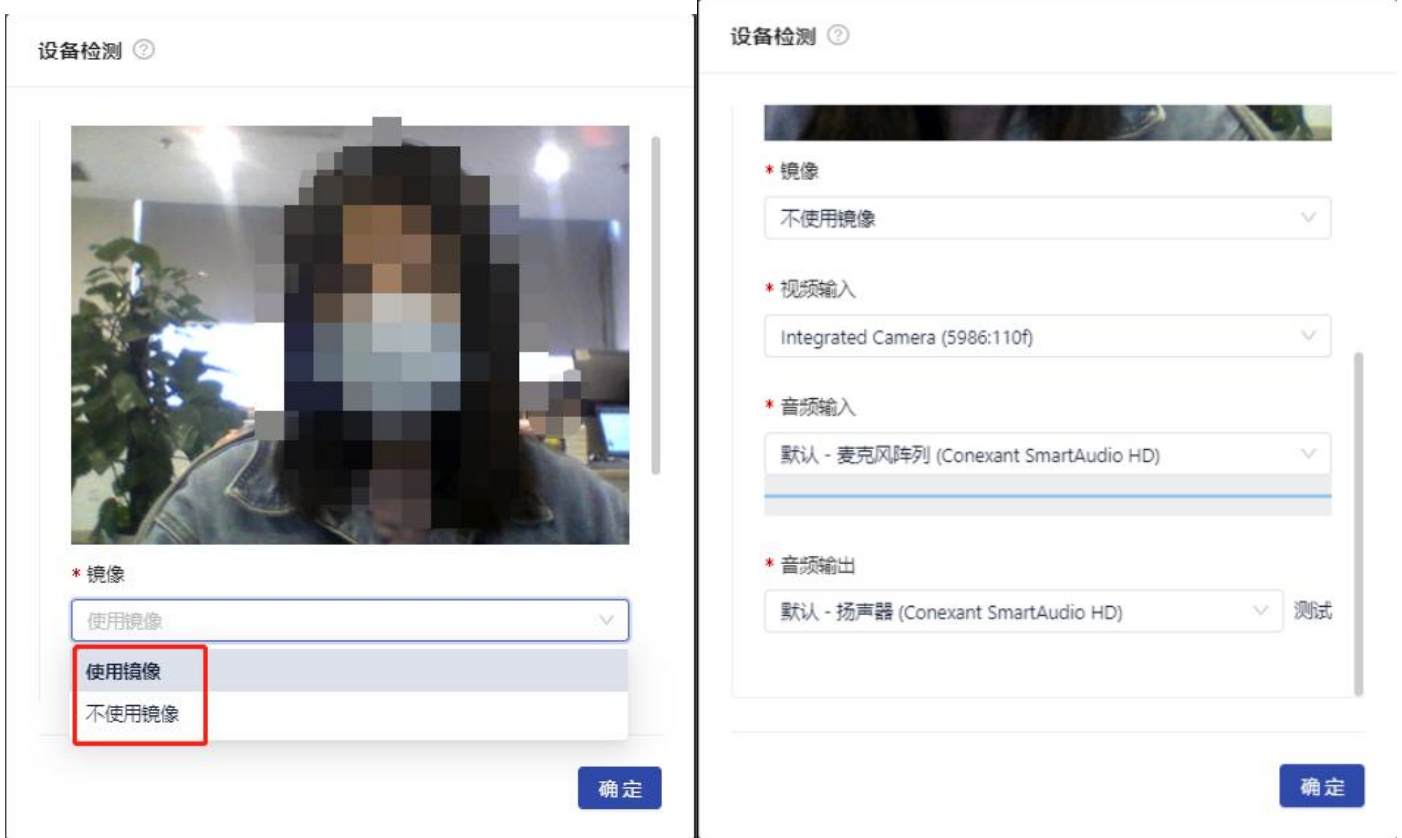 设备检测
* 镜像
使用镜像
使用镜像
不使用镜像
确定
设备检测
* 镜像
不使用镜像
* 视频输入
Integrated Camera (5986:110f)
* 音频输入
默认 - 麦克风阵列 (Conexant SmartAudio HD)
* 音频输出
默认 - 扬声器 (Conexant SmartAudio HD) 测试
确定